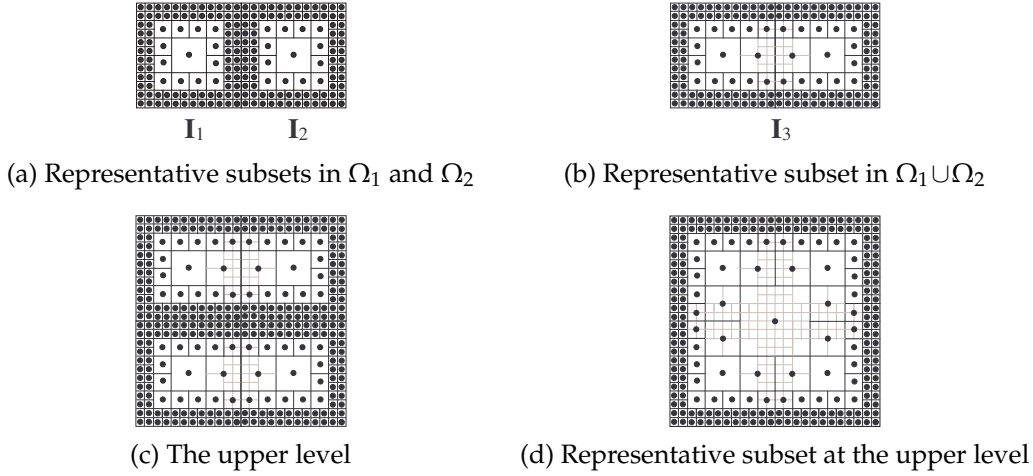 I₁ I₂ I₃
(a) Representative subsets in Ω₁ and Ω₂
(b) Representative subset in Ω₁∪Ω₂
(c) The upper level
(d) Representative subset at the upper level